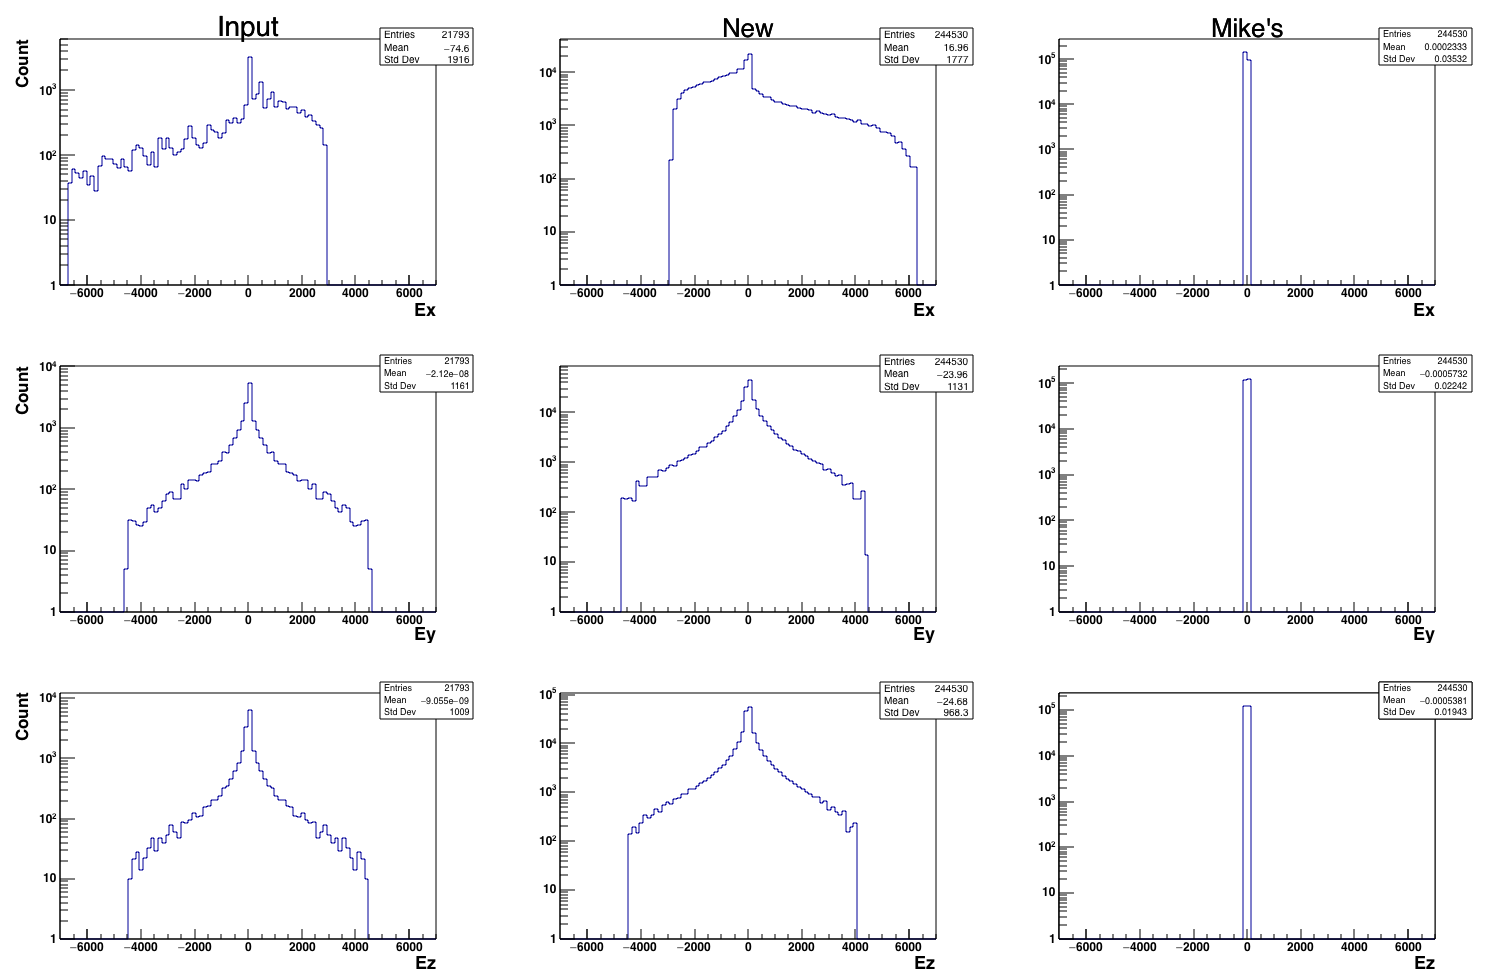 Input New Mike's
Count
Entries 21793
Mean −74.6
Std Dev 1916
10³
10²
10
1
−6000 −4000 −2000 0 2000 4000 6000
Ex
Entries 244530
Mean 16.96
Std Dev 1777
10⁴
10³
10²
10
1
−6000 −4000 −2000 0 2000 4000 6000
Ex
Entries 244530
Mean 0.0002333
Std Dev 0.03532
10⁵
10⁴
10³
10²
10
1
−6000 −4000 −2000 0 2000 4000 6000
Ex
Count
Entries 21793
Mean −2.12e−08
Std Dev 1161
10⁴
10³
10²
10
1
−6000 −4000 −2000 0 2000 4000 6000
Ey
Entries 244530
Mean −23.96
Std Dev 1131
10⁴
10³
10²
10
1
−6000 −4000 −2000 0 2000 4000 6000
Ey
Entries 244530
Mean −0.0005732
Std Dev 0.02242
10⁵
10⁴
10³
10²
10
1
−6000 −4000 −2000 0 2000 4000 6000
Ey
Count
Entries 21793
Mean −9.055e−09
Std Dev 1009
10⁴
10³
10²
10
1
−6000 −4000 −2000 0 2000 4000 6000
Ez
Entries 244530
Mean −24.68
Std Dev 968.3
10⁵
10⁴
10³
10²
10
1
−6000 −4000 −2000 0 2000 4000 6000
Ez
Entries 244530
Mean −0.0005381
Std Dev 0.01943
10⁵
10⁴
10³
10²
10
1
−6000 −4000 −2000 0 2000 4000 6000
Ez